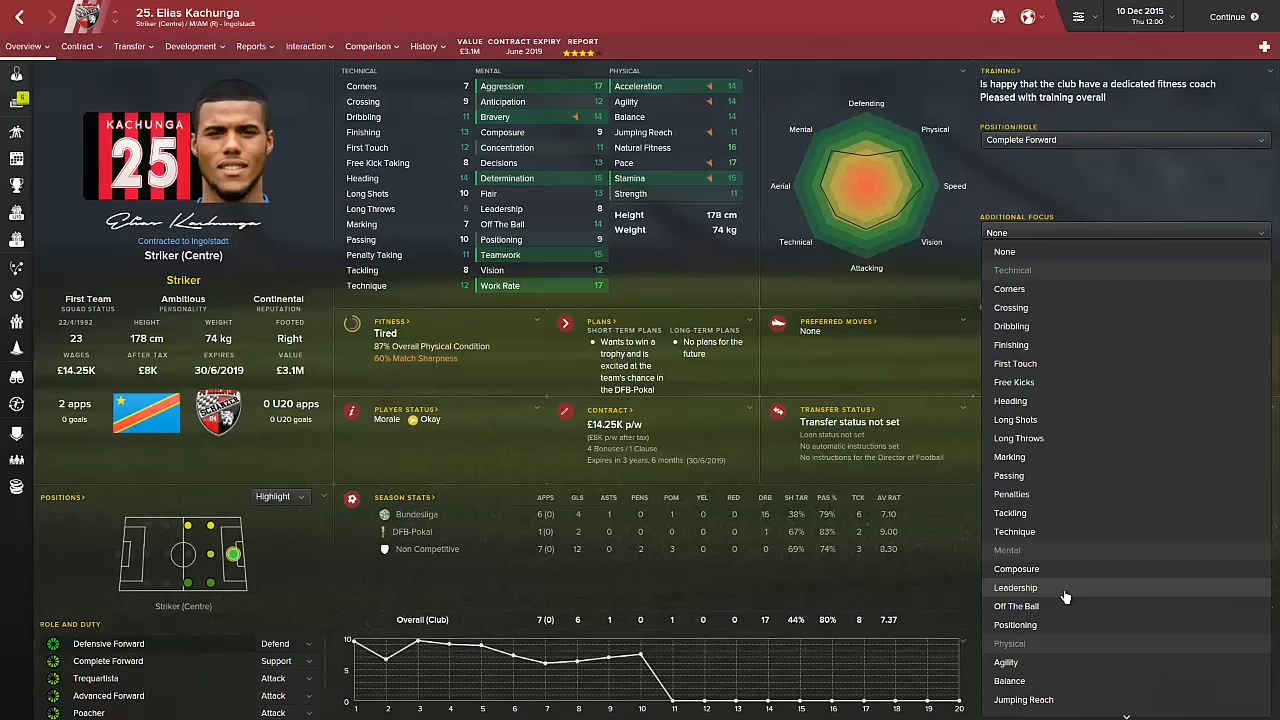 25. Elias Kachunga
Striker (Centre) / M/AM (R) - Ingolstadt
10 Dec 2015
Thu 12:00
Continue
Overview
Contract
Transfer
Development
Reports
Interaction
Comparison
History
VALUE CONTRACT EXPIRY REPORT
£3.1M June 2019
6
KACHUNGA
25
Elias Kachunga
Contracted to Ingolstadt
Striker (Centre)
Striker
First Team Ambitious Continental
SQUAD STATUS PERSONALITY REPUTATION
22/4/1992 HEIGHT WEIGHT FOOTED
23 178 cm 74 kg Right
WAGES AFTER TAX EXPIRES VALUE
£14.25K £8K 30/6/2019 £3.1M
2 apps 0 U20 apps
0 goals 0 U20 goals
POSITIONS>
Highlight
Striker (Centre)
ROLE AND DUTY
Defensive Forward Defend
Complete Forward Support
Trequartista Attack
Advanced Forward Attack
Poacher Attack
TECHNICAL
Corners 7
Crossing 9
Dribbling 11
Finishing 13
First Touch 12
Free Kick Taking 8
Heading 14
Long Shots 10
Long Throws 5
Marking 7
Passing 10
Penalty Taking 11
Tackling 8
Technique 12
MENTAL
Aggression 17
Anticipation 12
Bravery 14
Composure 9
Concentration 11
Decisions 13
Determination 15
Flair 13
Leadership 8
Off The Ball 14
Positioning 9
Teamwork 15
Vision 12
Work Rate 17
PHYSICAL
Acceleration 14
Agility 14
Balance 14
Jumping Reach 11
Natural Fitness 16
Pace 17
Stamina 15
Strength 11
Height 178 cm
Weight 74 kg
Defending
Mental Physical
Aerial Speed
Technical Vision
Attacking
FITNESS>
Tired
87% Overall Physical Condition
60% Match Sharpness
PLANS>
SHORT-TERM PLANS
Wants to win a
trophy and is
excited at the
team's chance in
the DFB-Pokal
LONG-TERM PLANS
No plans for the
future
PREFERRED MOVES>
None
PLAYER STATUS>
Morale Okay
CONTRACT>
£14.25K p/w
(£8K p/w after tax)
4 Bonuses / 1 Clause
Expires in 3 years, 6 months (30/6/2019)
TRANSFER STATUS>
Transfer status not set
Loan status not set
No automatic instructions set
No instructions for the Director of Football
SEASON STATS> APPS GLS ASTS PENS POM YEL RED DRB SH TAR PAS % TCK AV RAT
Bundesliga 6 (0) 4 1 0 1 0 0 16 38% 79% 6 7.10
DFB-Pokal 1 (0) 2 0 0 0 0 0 1 67% 83% 2 9.00
Non Competitive 7 (0) 12 0 2 3 0 0 0 69% 74% 3 8.30
Overall (Club) 7 (0) 6 1 0 1 0 0 17 44% 80% 8 7.37
10
5
0
1 2 3 4 5 6 7 8 9 10 11 12 13 14 15 16 17 18 19 20
TRAINING>
Is happy that the club have a dedicated fitness coach
Pleased with training overall
POSITION/ROLE
Complete Forward
ADDITIONAL FOCUS
None
None
Technical
Corners
Crossing
Dribbling
Finishing
First Touch
Free Kicks
Heading
Long Shots
Long Throws
Marking
Passing
Penalties
Tackling
Technique
Mental
Composure
Leadership
Off The Ball
Positioning
Physical
Agility
Balance
Jumping Reach